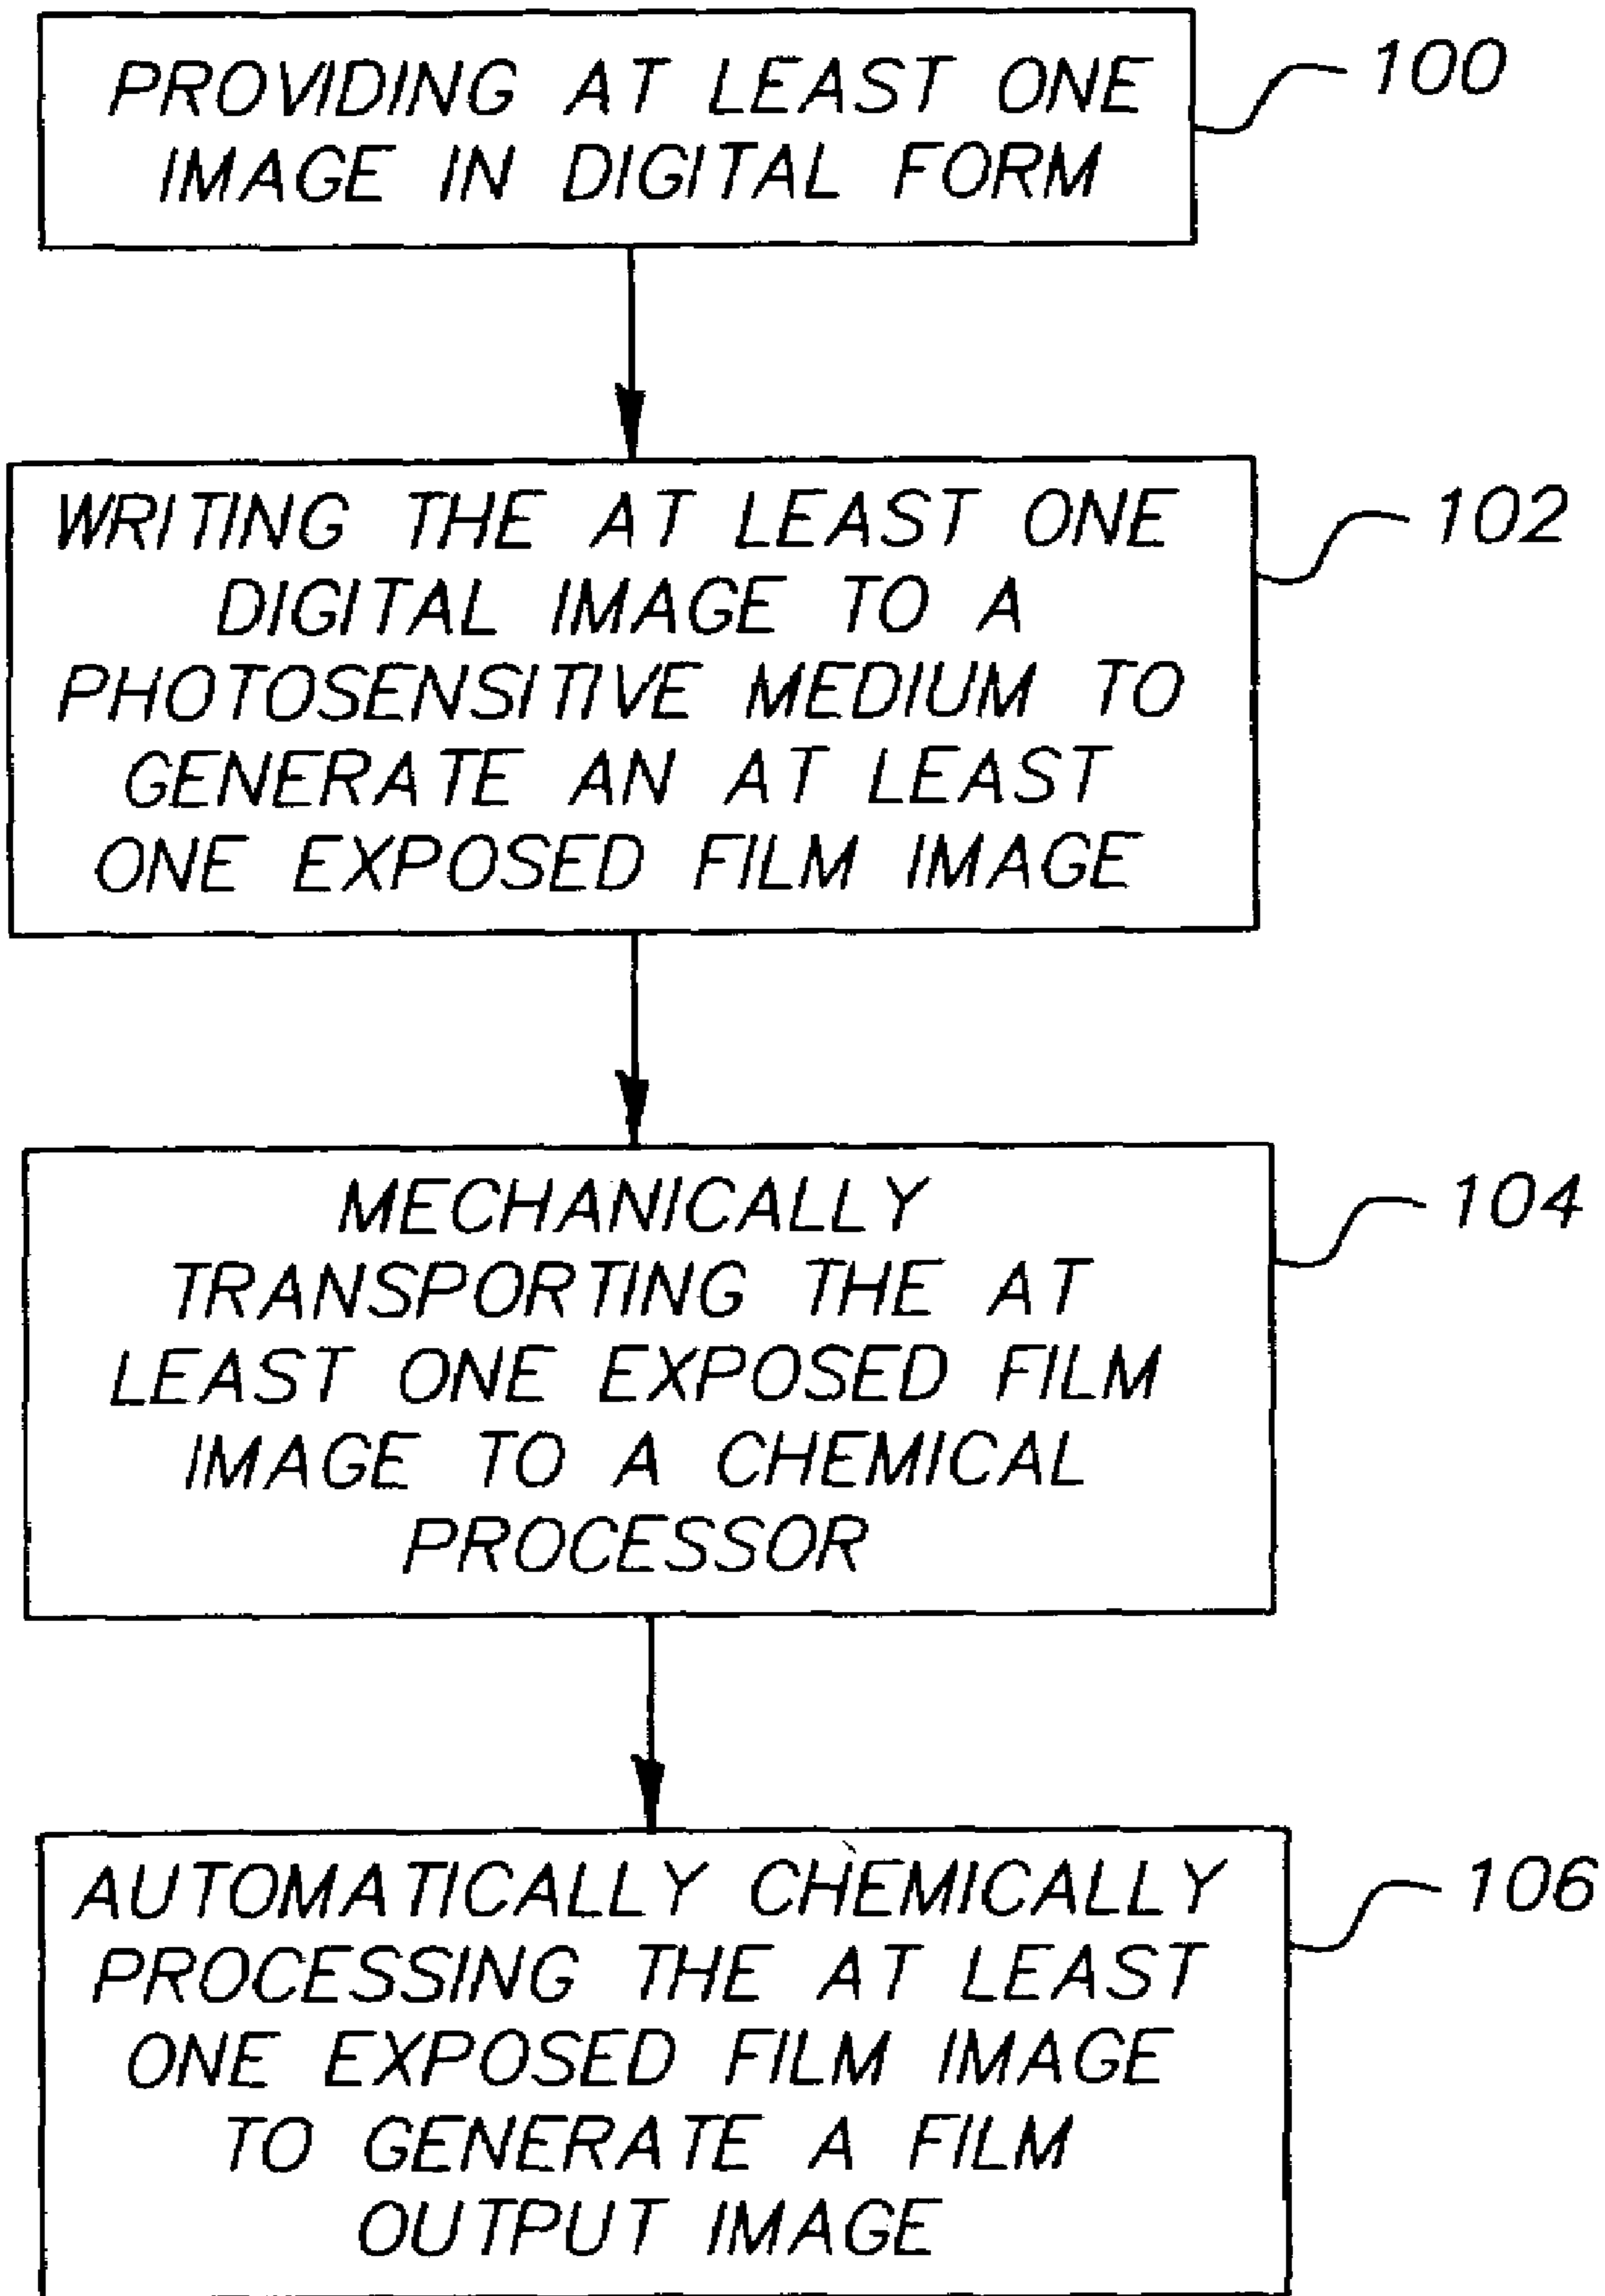 PROVIDING AT LEAST ONE
IMAGE IN DIGITAL FORM
100
WRITING THE AT LEAST ONE
DIGITAL IMAGE TO A
PHOTOSENSITIVE MEDIUM TO
GENERATE AN AT LEAST
ONE EXPOSED FILM IMAGE
102
MECHANICALLY
TRANSPORTING THE AT
LEAST ONE EXPOSED FILM
IMAGE TO A CHEMICAL
PROCESSOR
104
AUTOMATICALLY CHEMICALLY
PROCESSING THE AT LEAST
ONE EXPOSED FILM IMAGE
TO GENERATE A FILM
OUTPUT IMAGE
106